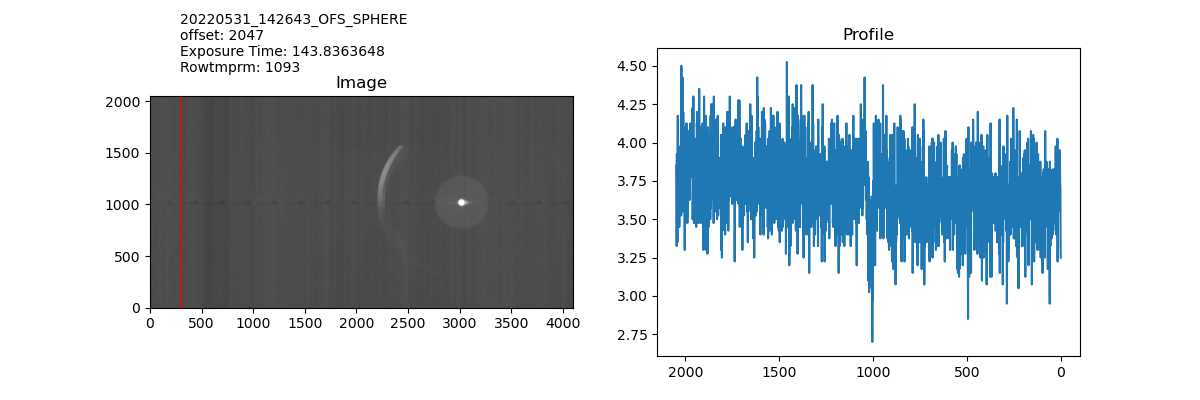 20220531_142643_OFS_SPHERE
offset: 2047
Exposure Time: 143.8363648
Rowtmprm: 1093
Image
2000
1500
1000
500
0
0 500 1000 1500 2000 2500 3000 3500 4000
Profile
4.50
4.25
4.00
3.75
3.50
3.25
3.00
2.75
2000 1500 1000 500 0